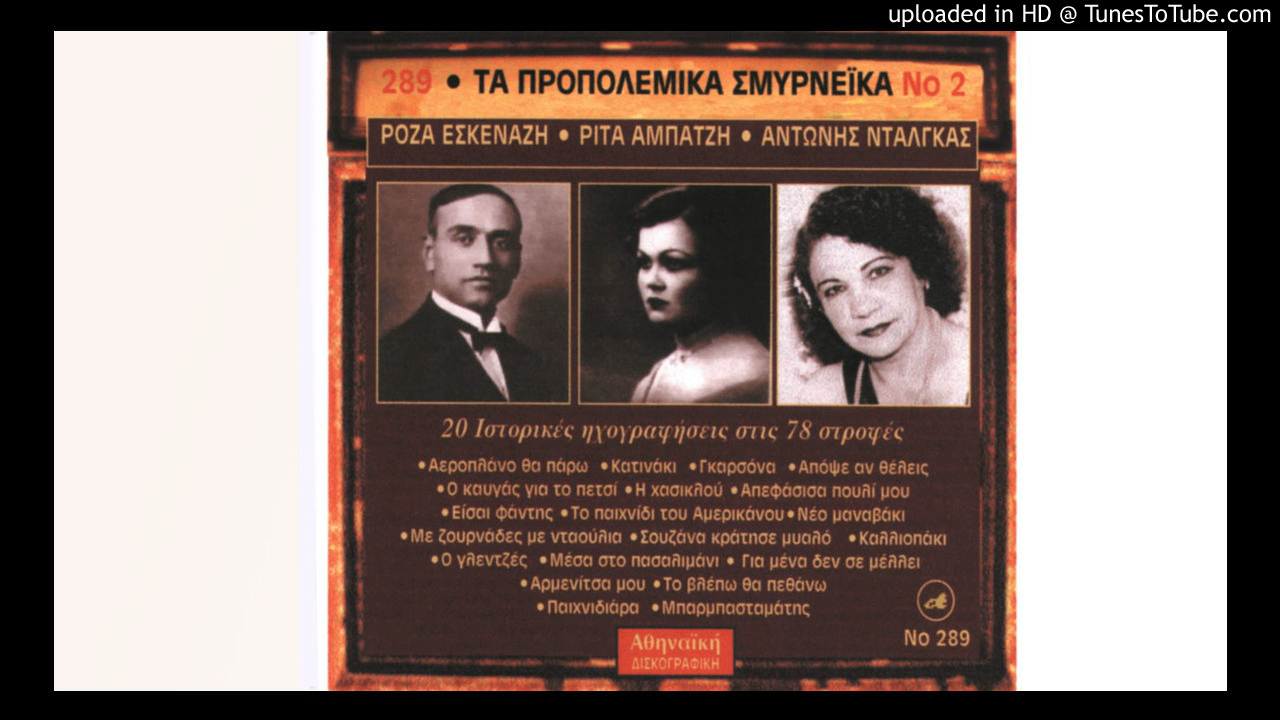 uploaded in HD @ TunesToTube.com
289 • ΤΑ ΠΡΟΠΟΛΕΜΙΚΑ ΣΜΥΡΝΕΪΚΑ Νο 2
ΡΟΖΑ ΕΣΚΕΝΑΖΗ • ΡΙΤΑ ΑΜΠΑΤΖΗ • ΑΝΤΩΝΗΣ ΝΤΑΛΓΚΑΣ
20 Ιστορικές ηχογραφήσεις στις 78 στροφές
•Αεροπλάνο θα πάρω •Κατινάκι •Γκαρσόνα •Απόψε αν θέλεις
•Ο καυγάς για το πετσί •Η χασικλού •Απεφάσισα πουλί μου
•Είσαι φάντης •Το παιχνίδι του Αμερικάνου •Νέο μαναβάκι
•Με ζουρνάδες με νταούλια •Σουζάνα κράτησε μυαλό •Καλλιοπάκι
•Ο γλεντζές •Μέσα στο πασαλιμάνι • Για μένα δεν σε μέλλει
•Αρμενίτσα μου •Το βλέπω θα πεθάνω
•Παιχνιδιάρα •Μπαρμπασταμάτης
Νο 289
Αθηναϊκή
ΔΙΣΚΟΓΡΑΦΙΚΗ